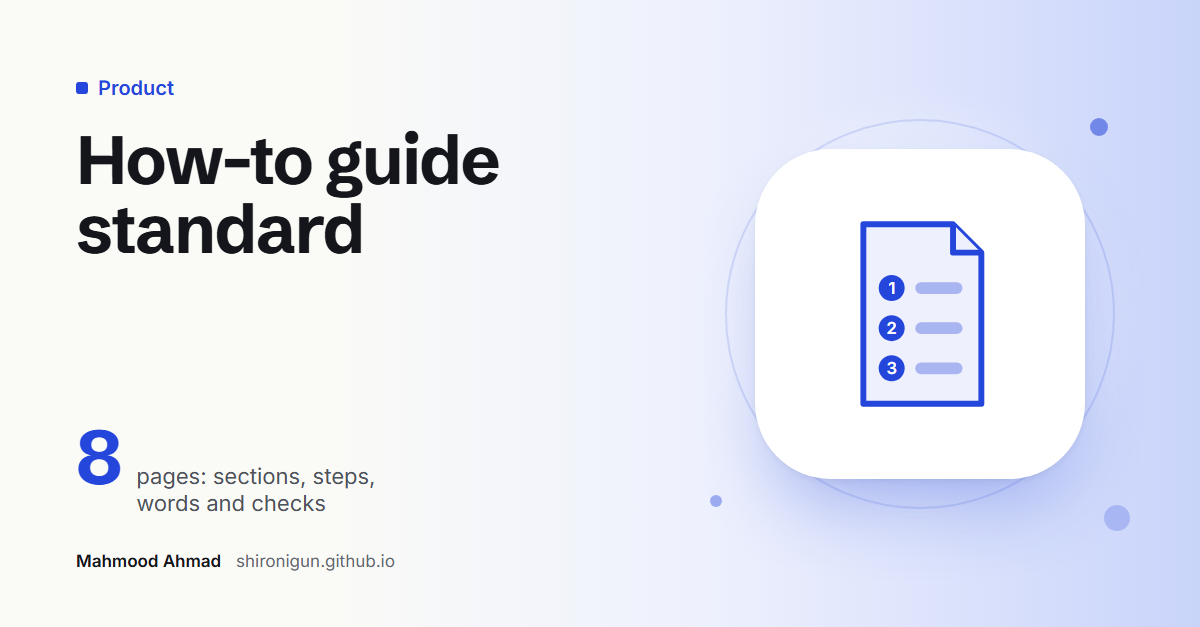 Product
How-to guide
standard
8
pages: sections, steps,
words and checks
Mahmood Ahmad shironigun.github.io
1
2
3